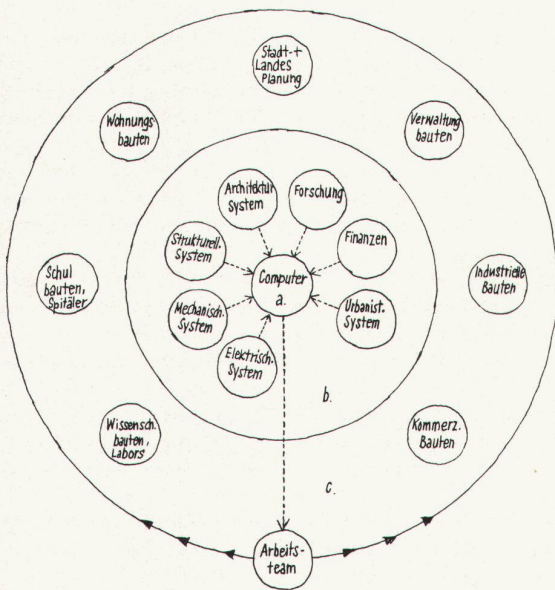 Stadt-+
Landes
Planung
Wohnungs
bauten
Verwaltung
bauten
Architektur
System
Forschung
Strukturell.
System
Finanzen
Computer
a.
Schul
bauten,
Spitäler
Industrielle
Bauten
Mechanisch.
System
Urbanist.
System
Elektrisch.
System
b.
Wissensch.
bauten,
Labors
Kommerz.
Bauten
c.
Arbeits-
team